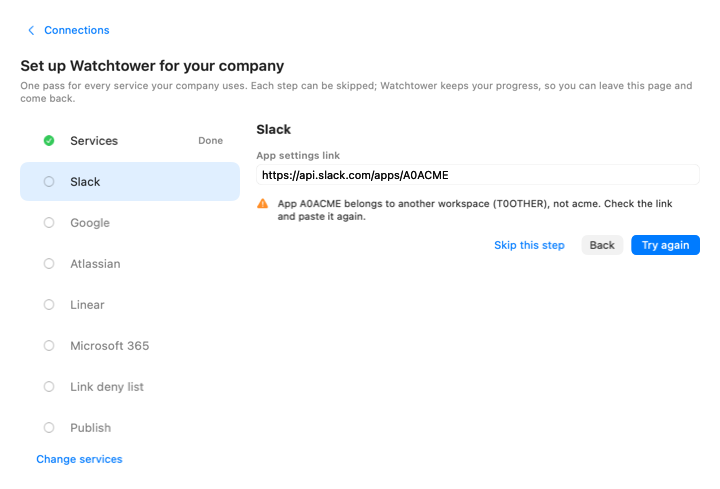 Connections
Set up Watchtower for your company
One pass for every service your company uses. Each step can be skipped; Watchtower keeps your progress, so you can leave this page and
come back.
Services
Done
Slack
Google
Atlassian
Linear
Microsoft 365
Link deny list
Publish
Change services
Slack
App settings link
https://api.slack.com/apps/A0ACME
App A0ACME belongs to another workspace (T0OTHER), not acme. Check the link
and paste it again.
Skip this step
Back
Try again